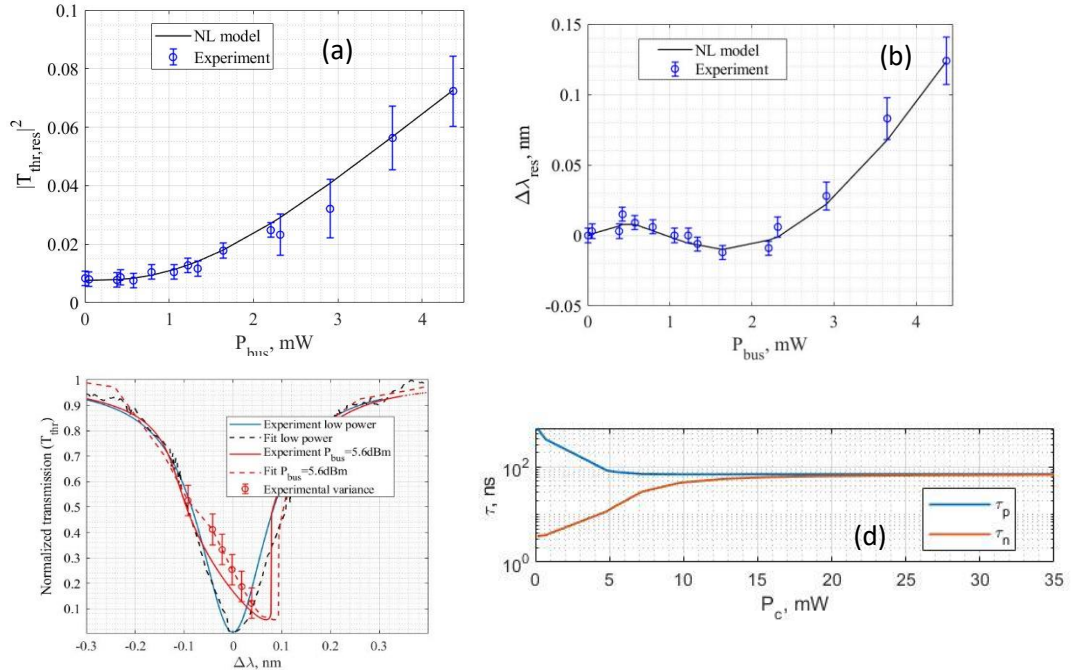 0.1
0.08
0.06
0.04
0.02
0
|T_thr,res|^2
0 1 2 3 4
P_bus, mW
NL model
Experiment
(a)
0.15
0.1
0.05
0
-0.05
Δλ_res, nm
0 1 2 3 4
P_bus, mW
NL model
Experiment
(b)
1
0.9
0.8
0.7
0.6
0.5
0.4
0.3
0.2
0.1
Normalized transmission (T_thr)
-0.3 -0.2 -0.1 0 0.1 0.2 0.3
Δλ, nm
Experiment low power
Fit low power
Experiment P_bus=5.6dBm
Fit P_bus=5.6dBm
Experimental variance
10^2
10^0
τ, ns
0 5 10 15 20 25 30 35
P_c, mW
τ_p
τ_n
(d)